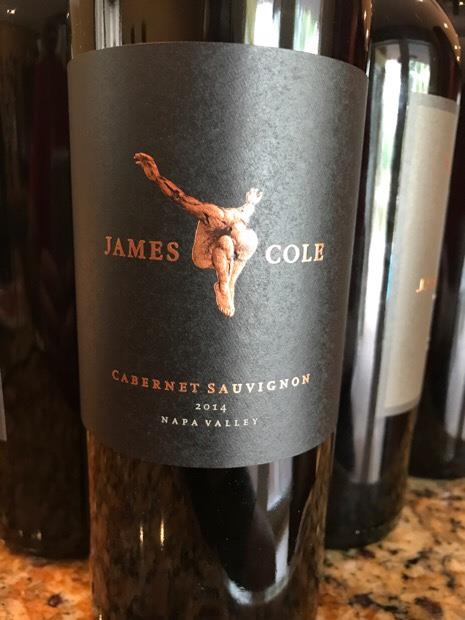 JAMES COLE
CABERNET SAUVIGNON
2014
NAPA VALLEY